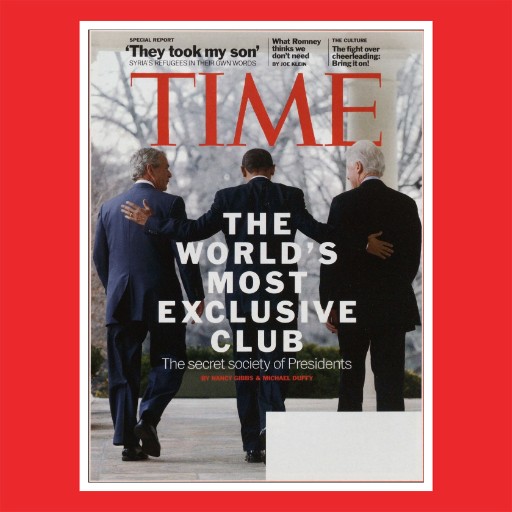 SPECIAL REPORT
'They took my son'
SYRIA'S REFUGEES IN THEIR OWN WORDS
What Romney
thinks we
don't need
BY JOE KLEIN
THE CULTURE
The fight over
cheerleading:
Bring it on!
TIME
THE
WORLD'S
MOST
EXCLUSIVE
CLUB
The secret society of Presidents
BY NANCY GIBBS & MICHAEL DUFFY